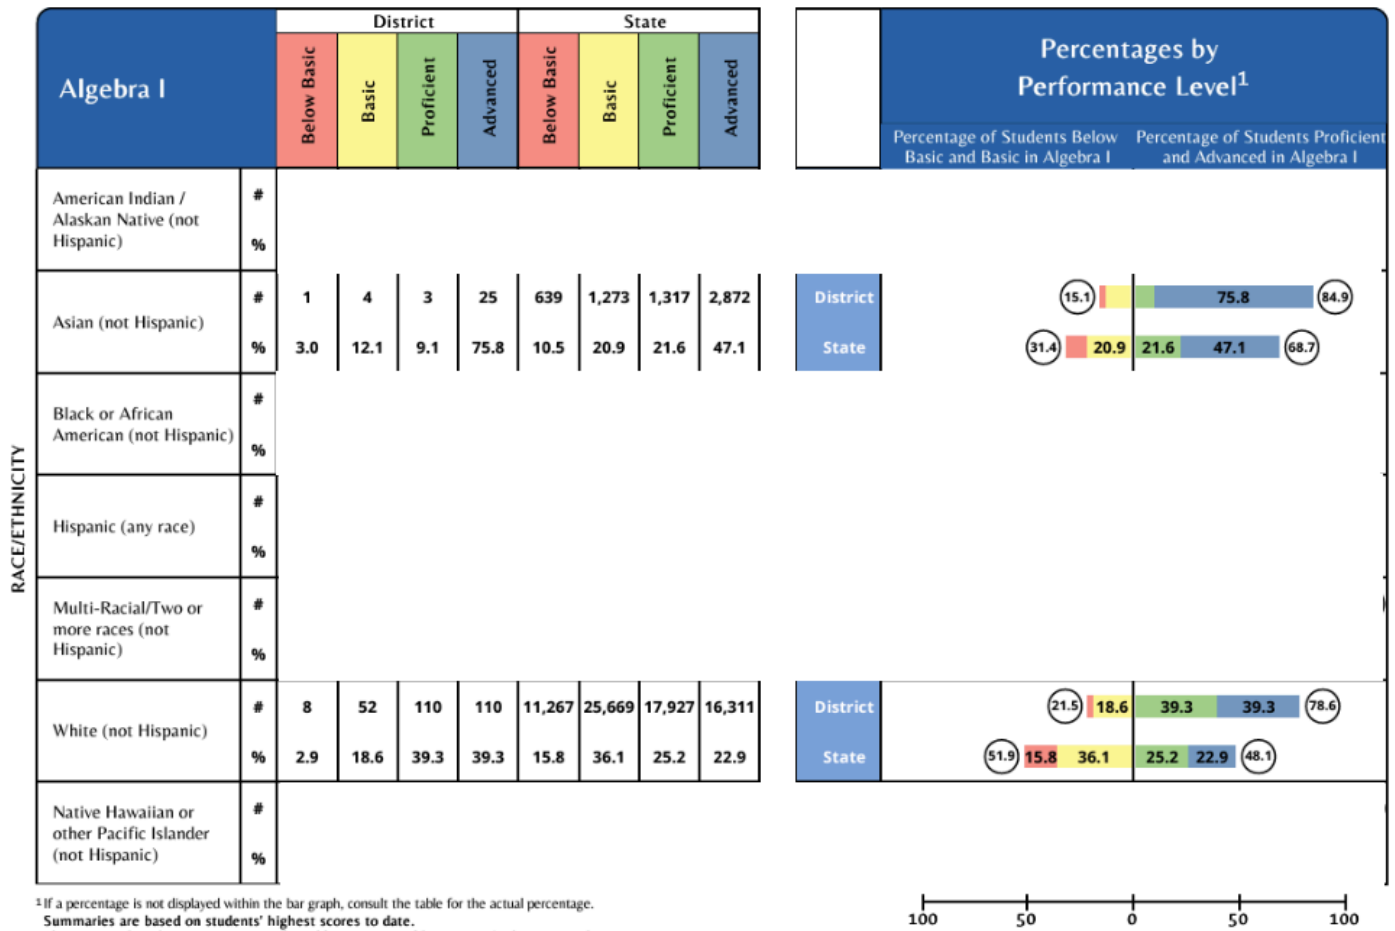 Algebra I
District
State
Below Basic
Basic
Proficient
Advanced
Below Basic
Basic
Proficient
Advanced
Percentages by
Performance Level1
Percentage of Students Below
Basic and Basic in Algebra I
Percentage of Students Proficient
and Advanced in Algebra I
RACE/ETHNICITY
American Indian /
Alaskan Native (not
Hispanic)
#
%
Asian (not Hispanic)
# 1 4 3 25 639 1,273 1,317 2,872
% 3.0 12.1 9.1 75.8 10.5 20.9 21.6 47.1
District 15.1 75.8 84.9
State 31.4 20.9 21.6 47.1 68.7
Black or African
American (not Hispanic)
#
%
Hispanic (any race)
#
%
Multi-Racial/Two or
more races (not
Hispanic)
#
%
White (not Hispanic)
# 8 52 110 110 11,267 25,669 17,927 16,311
% 2.9 18.6 39.3 39.3 15.8 36.1 25.2 22.9
District 21.5 18.6 39.3 39.3 78.6
State 51.9 15.8 36.1 25.2 22.9 48.1
Native Hawaiian or
other Pacific Islander
(not Hispanic)
#
%
1 If a percentage is not displayed within the bar graph, consult the table for the actual percentage.
Summaries are based on students' highest scores to date.
100 50 0 50 100